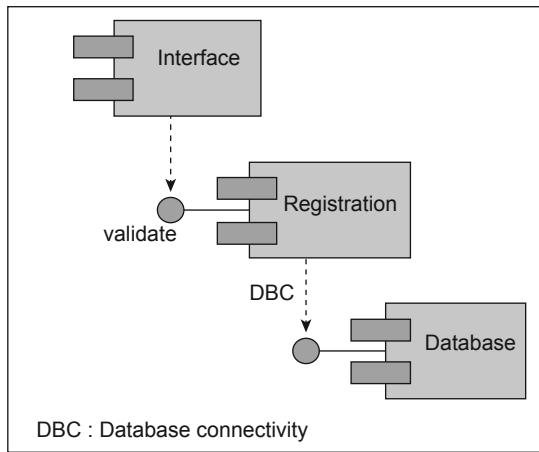 Interface
Registration
validate
DBC
Database
DBC : Database connectivity